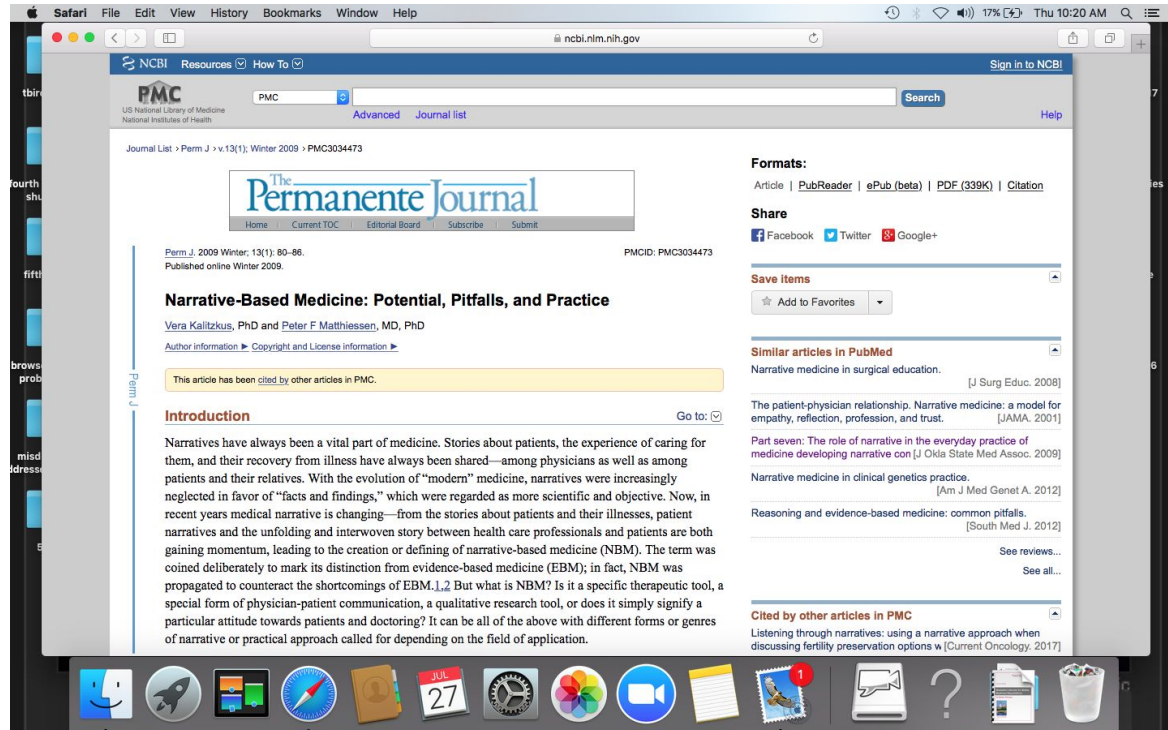 Safari File Edit View History Bookmarks Window Help 17% Thu 10:20 AM
ncbi.nlm.nih.gov
NCBI Resources How To Sign in to NCBI
PMC
US National Library of Medicine
National Institutes of Health
PMC Search
Advanced Journal list Help
Journal List › Perm J › v.13(1); Winter 2009 › PMC3034473
The Permanente Journal
Home Current TOC Editorial Board Subscribe Submit
Perm J. 2009 Winter; 13(1): 80–86. PMCID: PMC3034473
Published online Winter 2009.
Narrative-Based Medicine: Potential, Pitfalls, and Practice
Vera Kalitzkus, PhD and Peter F Matthiessen, MD, PhD
Author information ► Copyright and License information ►
This article has been cited by other articles in PMC.
Perm J
Introduction Go to:
Narratives have always been a vital part of medicine. Stories about patients, the experience of caring for
them, and their recovery from illness have always been shared—among physicians as well as among
patients and their relatives. With the evolution of “modern” medicine, narratives were increasingly
neglected in favor of “facts and findings,” which were regarded as more scientific and objective. Now, in
recent years medical narrative is changing—from the stories about patients and their illnesses, patient
narratives and the unfolding and interwoven story between health care professionals and patients are both
gaining momentum, leading to the creation or defining of narrative-based medicine (NBM). The term was
coined deliberately to mark its distinction from evidence-based medicine (EBM); in fact, NBM was
propagated to counteract the shortcomings of EBM.1,2 But what is NBM? Is it a specific therapeutic tool, a
special form of physician-patient communication, a qualitative research tool, or does it simply signify a
particular attitude towards patients and doctoring? It can be all of the above with different forms or genres
of narrative or practical approach called for depending on the field of application.
Formats:
Article | PubReader | ePub (beta) | PDF (339K) | Citation
Share
Facebook Twitter Google+
Save items
Add to Favorites
Similar articles in PubMed
Narrative medicine in surgical education.
[J Surg Educ. 2008]
The patient-physician relationship. Narrative medicine: a model for
empathy, reflection, profession, and trust. [JAMA. 2001]
Part seven: The role of narrative in the everyday practice of
medicine developing narrative con [J Okla State Med Assoc. 2009]
Narrative medicine in clinical genetics practice.
[Am J Med Genet A. 2012]
Reasoning and evidence-based medicine: common pitfalls.
[South Med J. 2012]
See reviews...
See all...
Cited by other articles in PMC
Listening through narratives: using a narrative approach when
discussing fertility preservation options w [Current Oncology. 2017]
tbir
fourth
shu
fifth
brows
prob
misd
ddress
5
7
ies
e
6
JUL
27
1